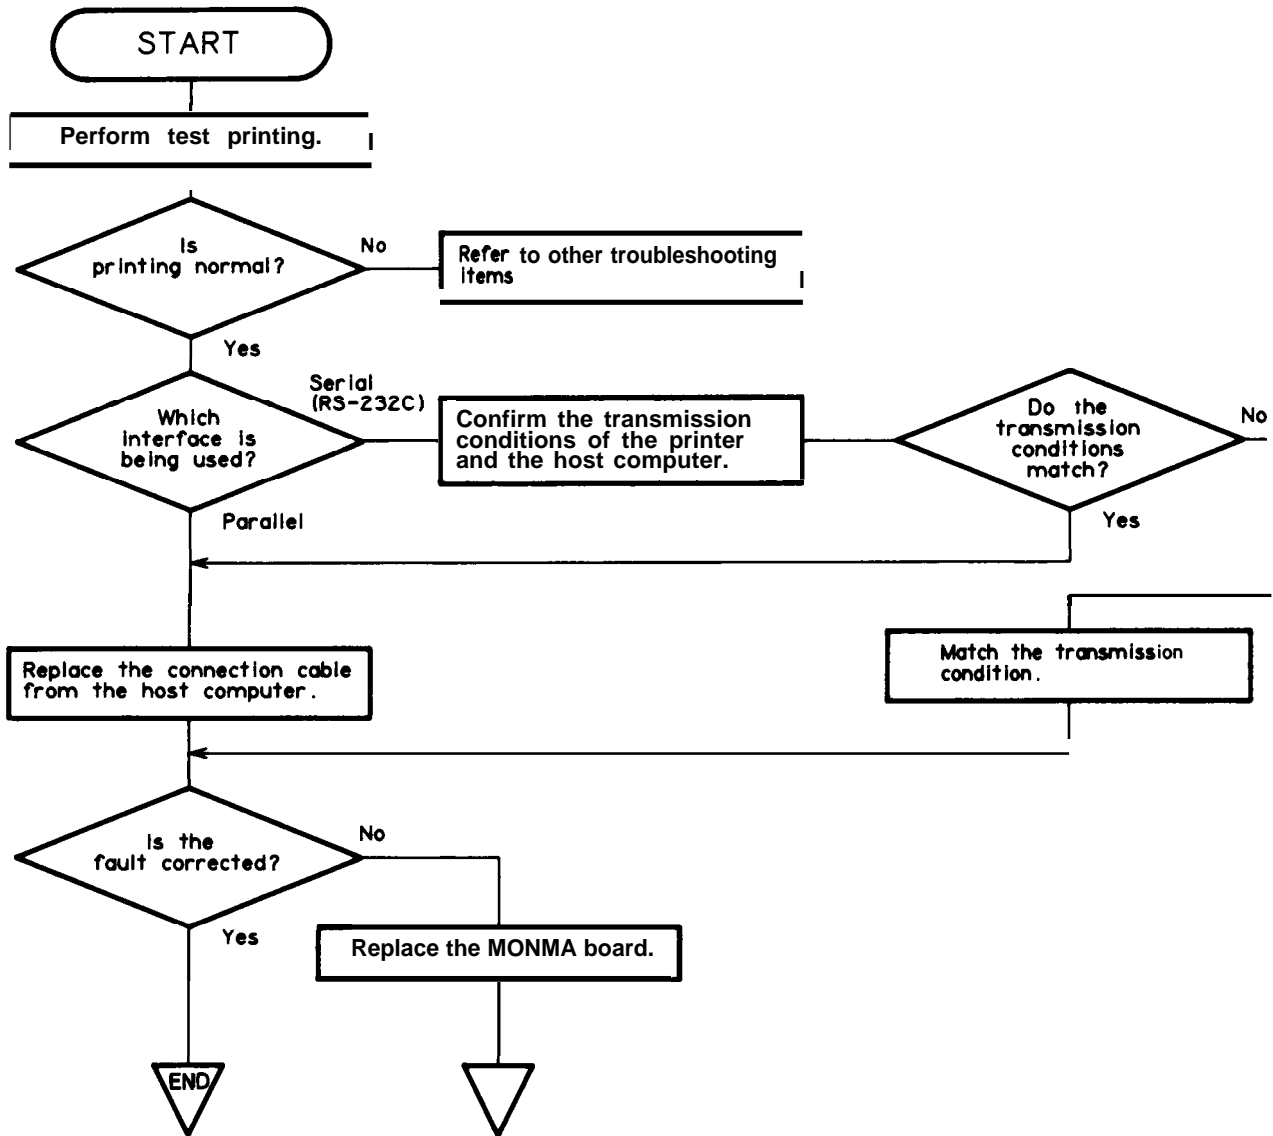 START
Perform test printing.
Is
printing normal?
No
Refer to other troubleshooting
items
Yes
Which
interface is
being used?
Serial
(RS-232C)
Confirm the transmission
conditions of the printer
and the host computer.
Do the
transmission
conditions
match?
No
Parallel
Yes
Replace the connection cable
from the host computer.
Match the transmission
condition.
Is the
fault corrected?
No
Yes
Replace the MONMA board.
END